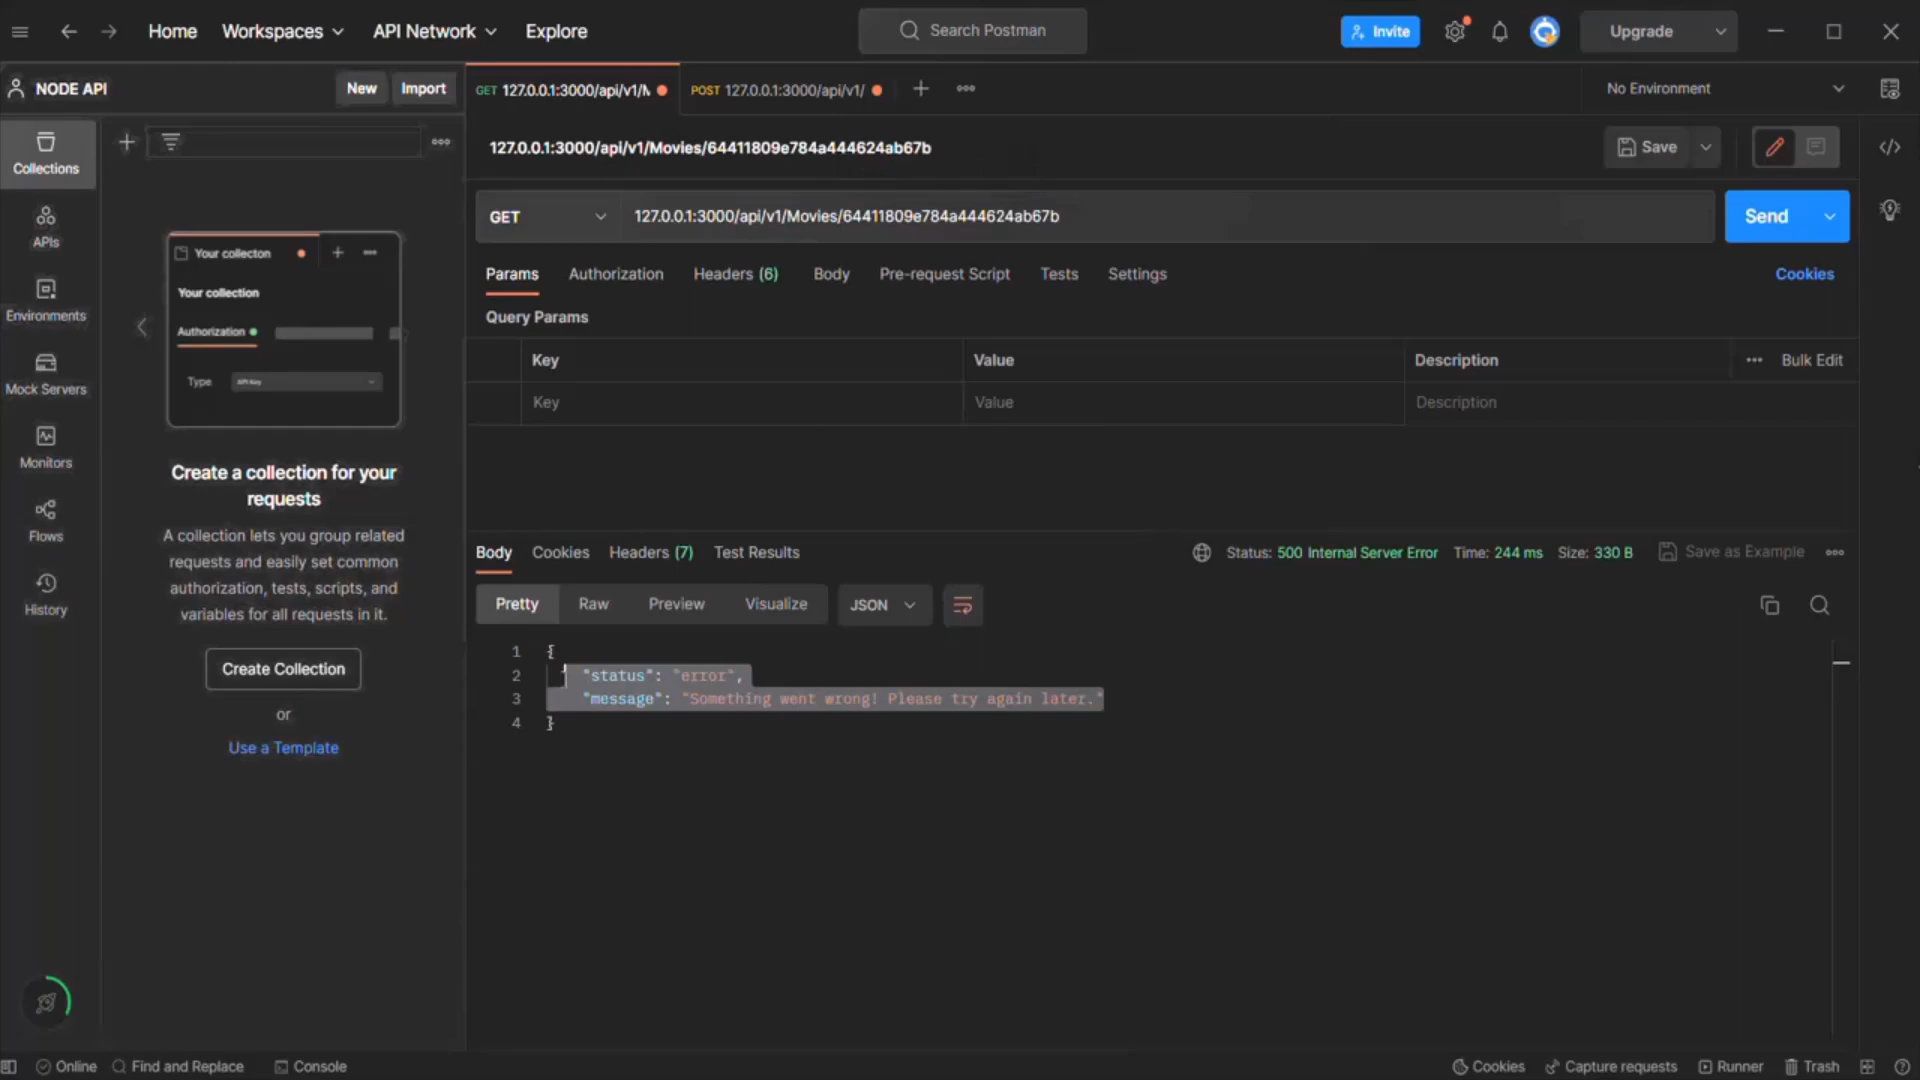 Home Workspaces API Network Explore Search Postman Invite Upgrade
NODE API New Import GET 127.0.0.1:3000/api/v1/M POST 127.0.0.1:3000/api/v1/ No Environment
127.0.0.1:3000/api/v1/Movies/64411809e784a444624ab67b Save
Collections
APIs
Environments
Mock Servers
Monitors
Flows
History
Your collecton
Your collection
Authorization
Type API Key
Create a collection for your
requests
A collection lets you group related
requests and easily set common
authorization, tests, scripts, and
variables for all requests in it.
Create Collection
or
Use a Template
GET 127.0.0.1:3000/api/v1/Movies/64411809e784a444624ab67b Send
Params Authorization Headers (6) Body Pre-request Script Tests Settings Cookies
Query Params
Key Value Description Bulk Edit
Key Value Description
Body Cookies Headers (7) Test Results Status: 500 Internal Server Error Time: 244 ms Size: 330 B Save as Example
Pretty Raw Preview Visualize JSON
1 {
2 "status": "error",
3 "message": "Something went wrong! Please try again later."
4 }
Online Find and Replace Console Cookies Capture requests Runner Trash